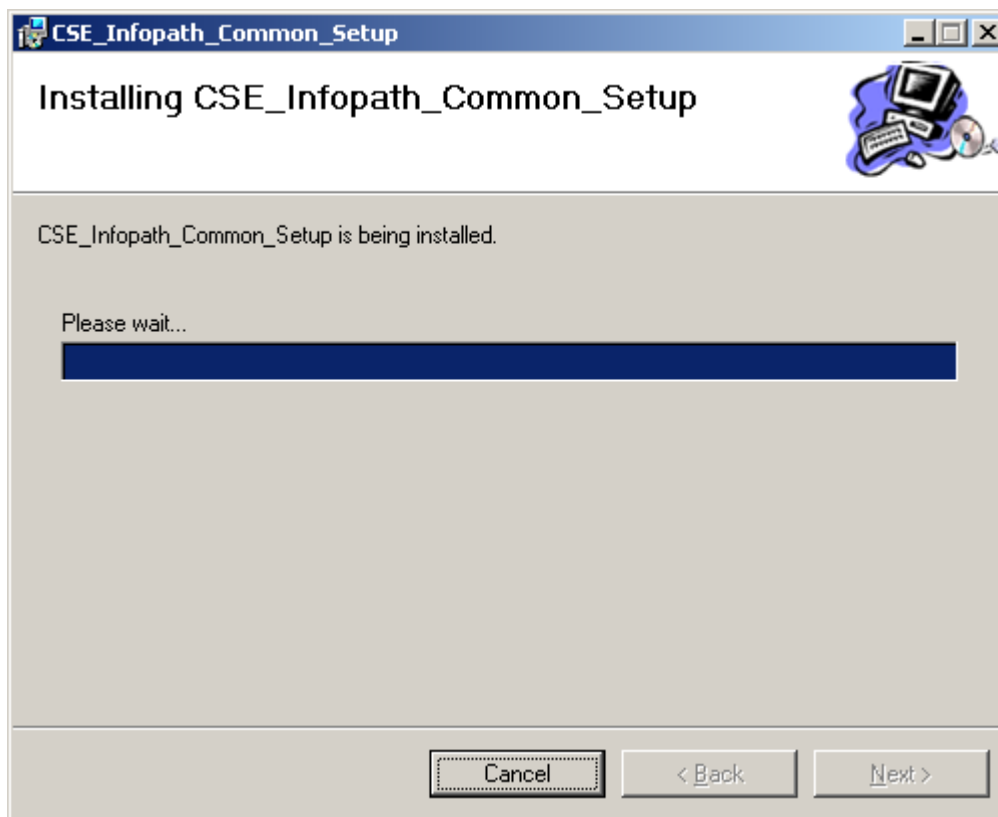 CSE_Infopath_Common_Setup
Installing CSE_Infopath_Common_Setup
CSE_Infopath_Common_Setup is being installed.
Please wait...
Cancel
< Back
Next >